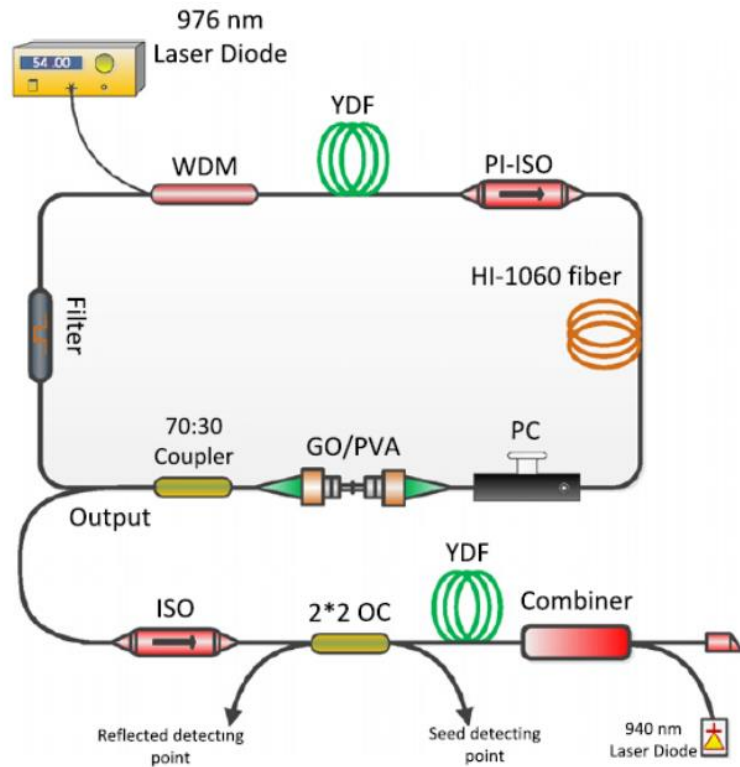 976 nm
Laser Diode
54 .00
YDF
WDM
PI-ISO
HI-1060 fiber
Filter
70:30
Coupler
GO/PVA
PC
Output
YDF
ISO
2*2 OC
Combiner
Reflected detecting
point
Seed detecting
point
940 nm
Laser Diode